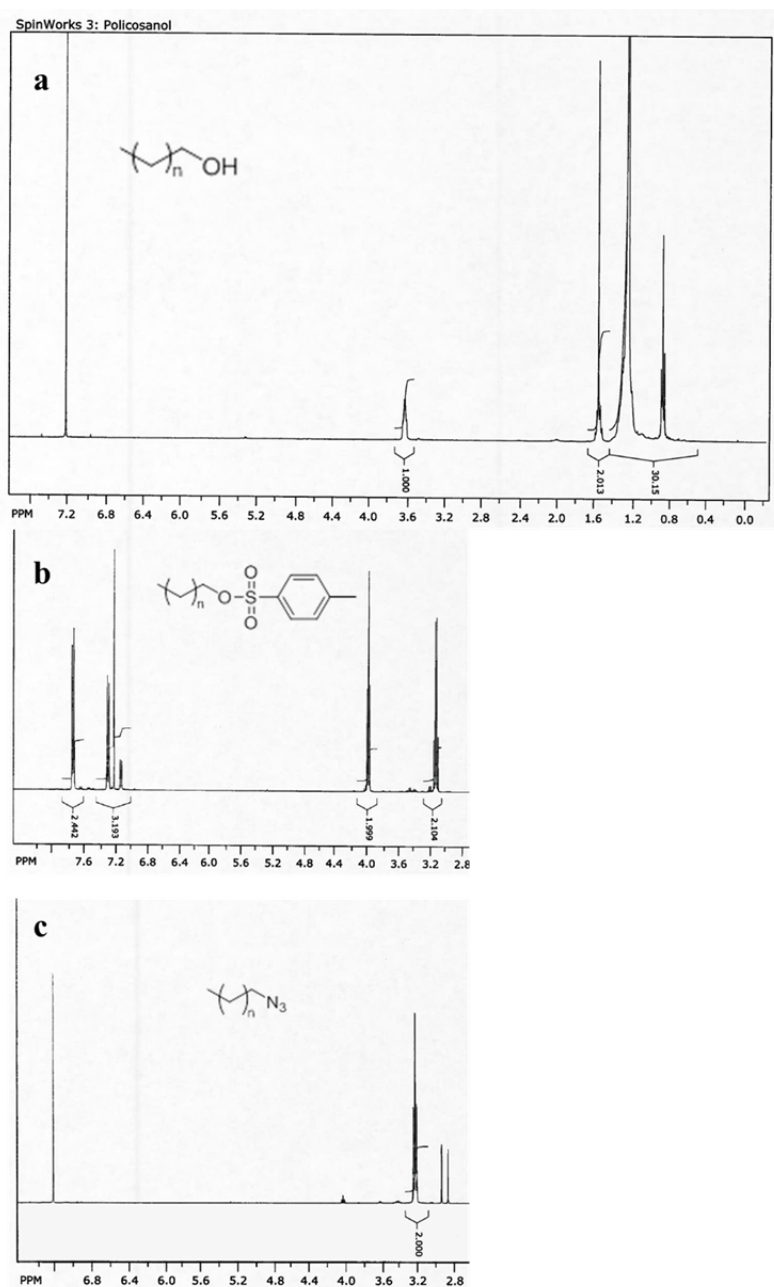 SpinWorks 3: Policosanol
a
n
OH
1.000
2.013
30.15
PPM 7.2 6.8 6.4 6.0 5.6 5.2 4.8 4.4 4.0 3.6 3.2 2.8 2.4 2.0 1.6 1.2 0.8 0.4 0.0
b
n
O
S
O
O
2.442
3.193
1.999
2.104
PPM 7.6 7.2 6.8 6.4 6.0 5.6 5.2 4.8 4.4 4.0 3.6 3.2 2.8
c
n
N3
2.000
PPM 6.8 6.4 6.0 5.6 5.2 4.8 4.4 4.0 3.6 3.2 2.8